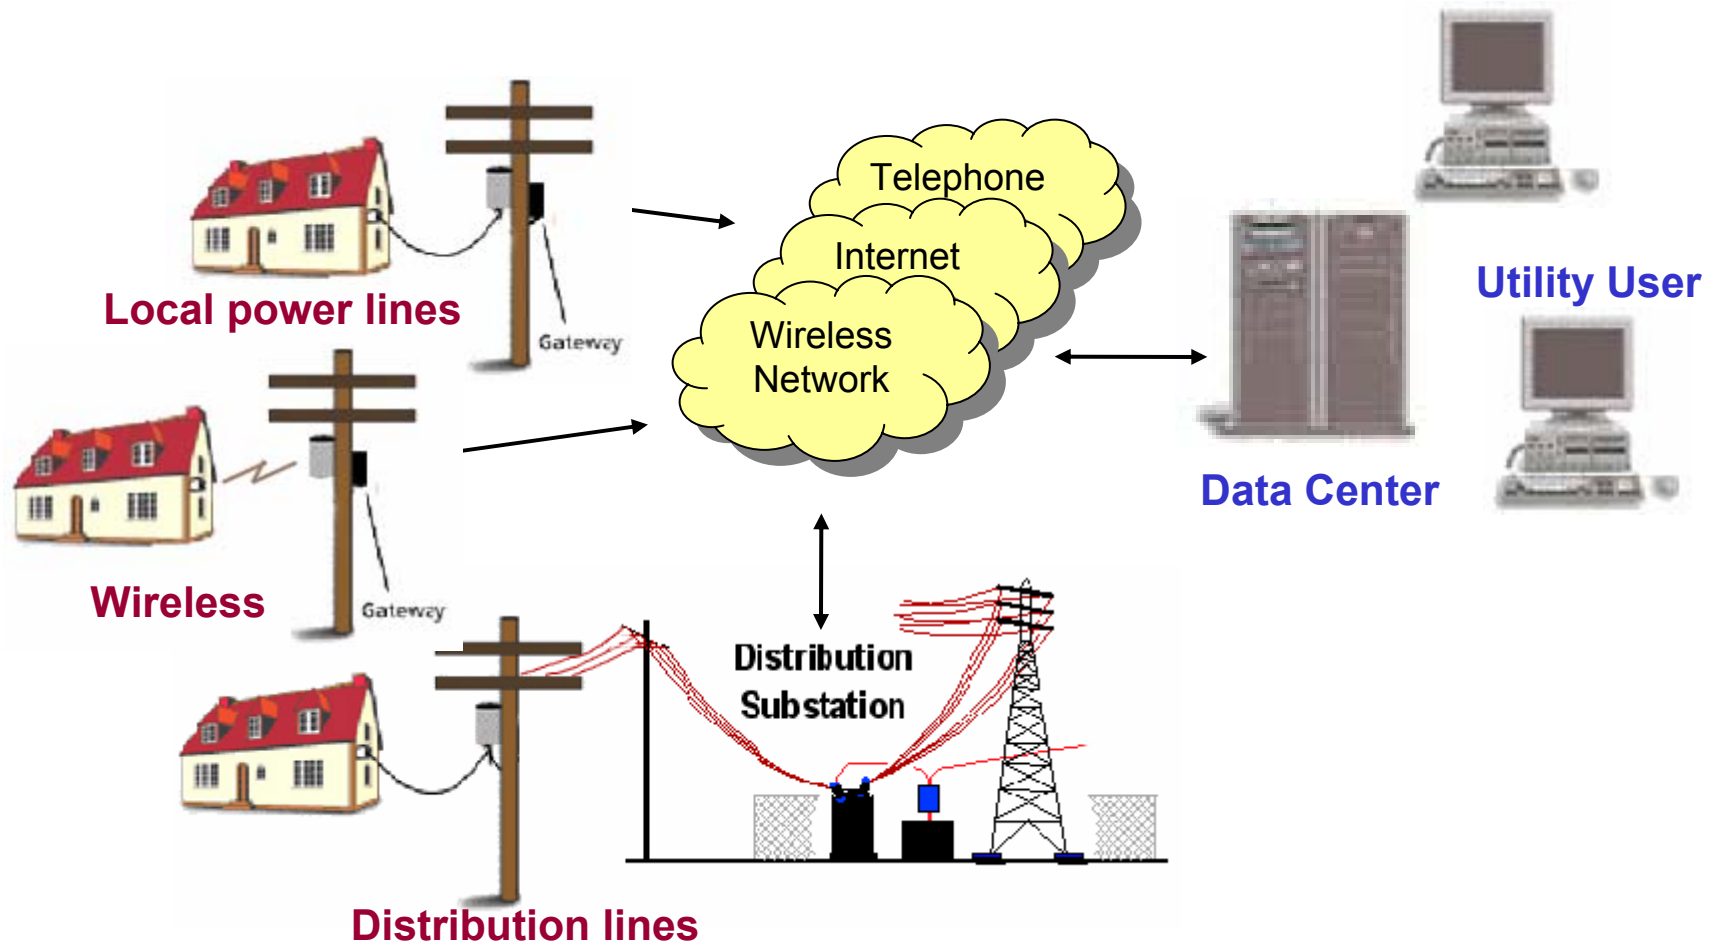 Telephone
Internet
Wireless
Network
Local power lines
Gateway
Wireless
Gateway
Distribution
Substation
Distribution lines
Utility User
Data Center